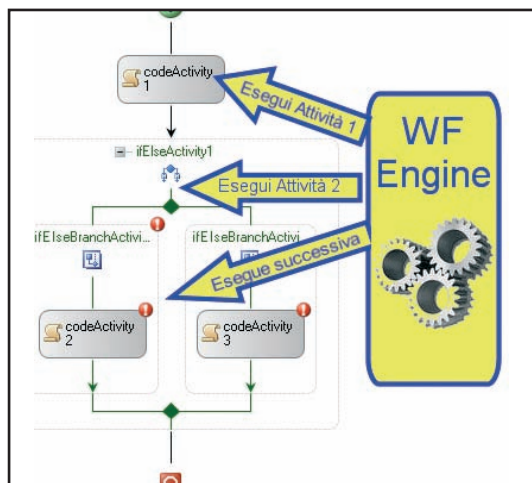 codeActivity
1
Esegui Attività 1
WF
Engine
ifElseActivity1
Esegui Attività 2
ifElseBranchActivi...
ifElseBranchActivi
Esegue successiva
codeActivity
2
codeActivity
3